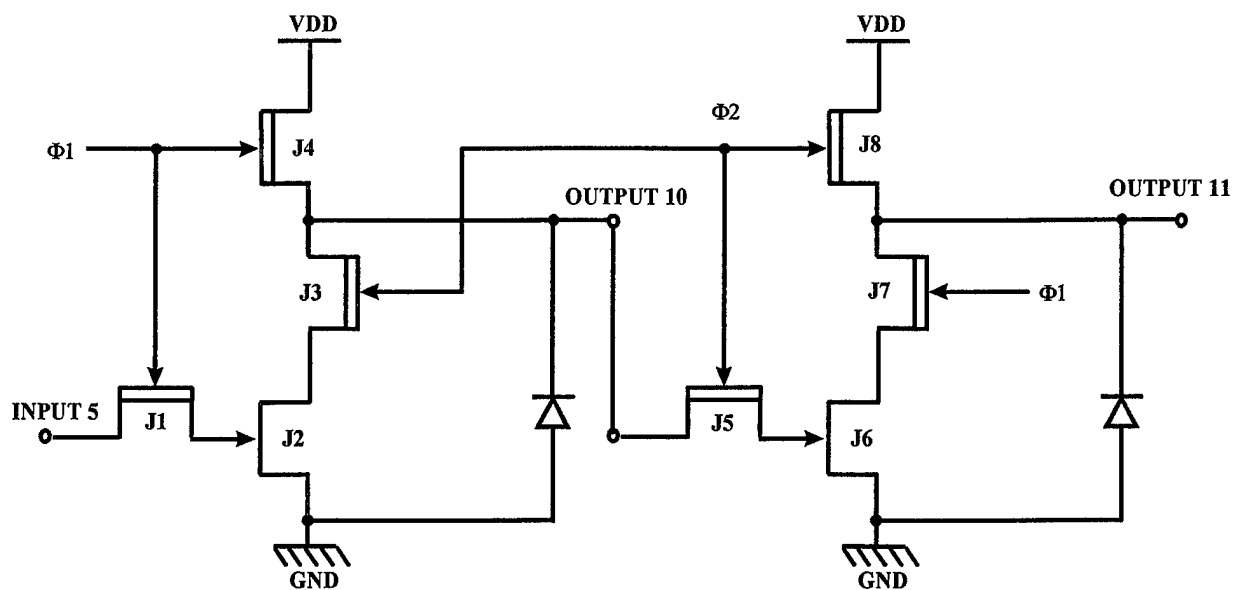 VDD
VDD
Φ1
J4
Φ2
J8
OUTPUT 10
OUTPUT 11
J3
J7
Φ1
INPUT 5
J1
J2
J5
J6
GND
GND